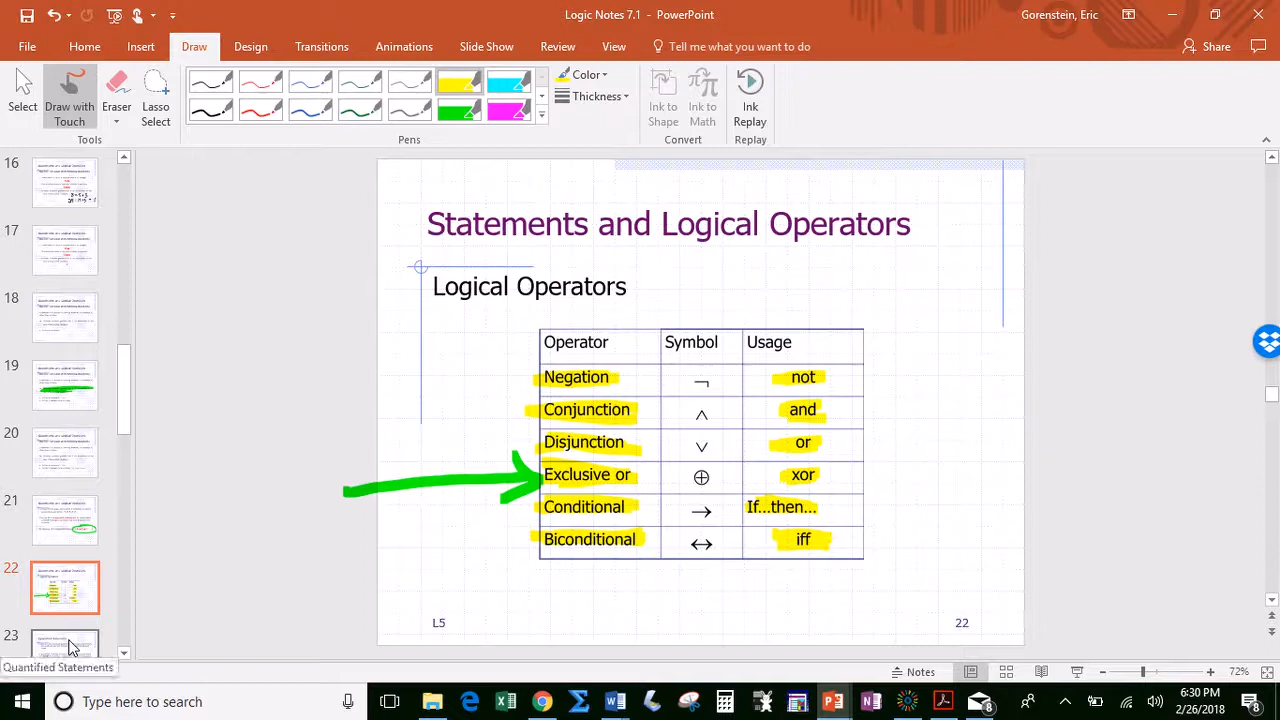 Logic Notes 7.1 - PowerPoint
Gorenstein, Eric
File Home Insert Draw Design Transitions Animations Slide Show Review View Tell me what you want to do Share
Select
Draw with Touch
Eraser
Lasso Select
Color
Thickness
Ink to Shape
Ink to Math
Ink Replay
Tools Pens Convert Replay
16
17
18
19
20
21
22
23
Quantified Statements
Statements and Logical Operators
Logical Operators
Operator Symbol Usage
Negation ¬ not
Conjunction ∧ and
Disjunction ∨ or
Exclusive or ⊕ xor
Conditional → If...then...
Biconditional ↔ iff
L5 22
Notes 72%
Type here to search
6:30 PM
2/26/2018
8
8